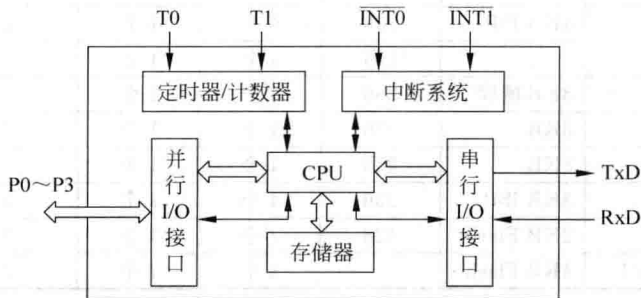 T0
T1
INT0
INT1
定时器/计数器
中断系统
P0～P3
并行
I/O
接口
CPU
存储器
串行
I/O
接口
TxD
RxD